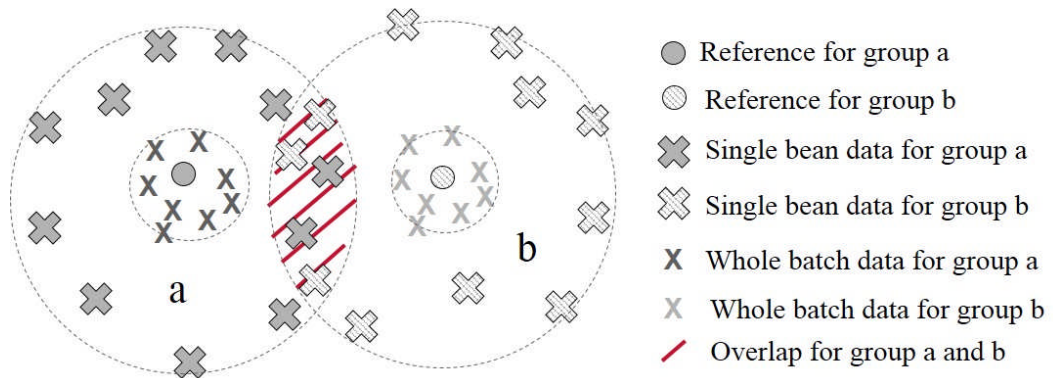 a
b
Reference for group a
Reference for group b
Single bean data for group a
Single bean data for group b
X Whole batch data for group a
X Whole batch data for group b
Overlap for group a and b